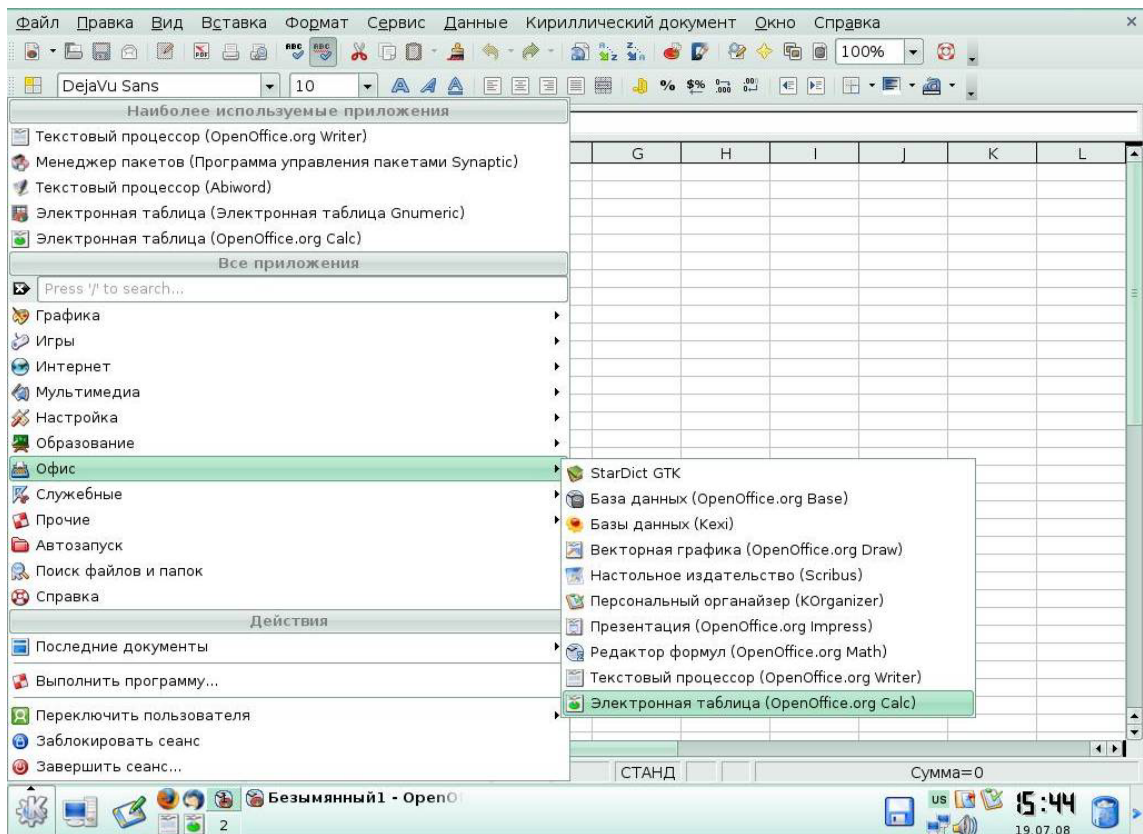 Файл Правка Вид Вставка Формат Сервис Данные Кириллический документ Окно Справка
100%
DejaVu Sans 10
Наиболее используемые приложения
Текстовый процессор (OpenOffice.org Writer)
Менеджер пакетов (Программа управления пакетами Synaptic)
Текстовый процессор (Abiword)
Электронная таблица (Электронная таблица Gnumeric)
Электронная таблица (OpenOffice.org Calc)
Все приложения
Press '/' to search...
Графика
Игры
Интернет
Мультимедиа
Настройка
Образование
Офис
Служебные
Прочие
Автозапуск
Поиск файлов и папок
Справка
Действия
Последние документы
Выполнить программу...
Переключить пользователя
Заблокировать сеанс
Завершить сеанс...
G H I J K L
StarDict GTK
База данных (OpenOffice.org Base)
Базы данных (Kexi)
Векторная графика (OpenOffice.org Draw)
Настольное издательство (Scribus)
Персональный органайзер (KOrganizer)
Презентация (OpenOffice.org Impress)
Редактор формул (OpenOffice.org Math)
Текстовый процессор (OpenOffice.org Writer)
Электронная таблица (OpenOffice.org Calc)
СТАНД Сумма=0
Безымянный1 - OpenO
2
US
15:44
19.07.08